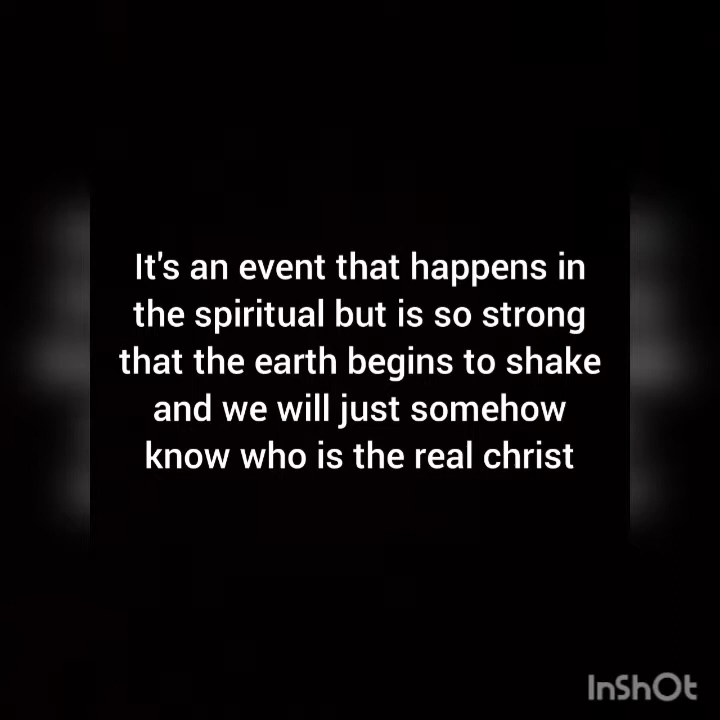 It's an event that happens in
the spiritual but is so strong
that the earth begins to shake
and we will just somehow
know who is the real christ
InShOt